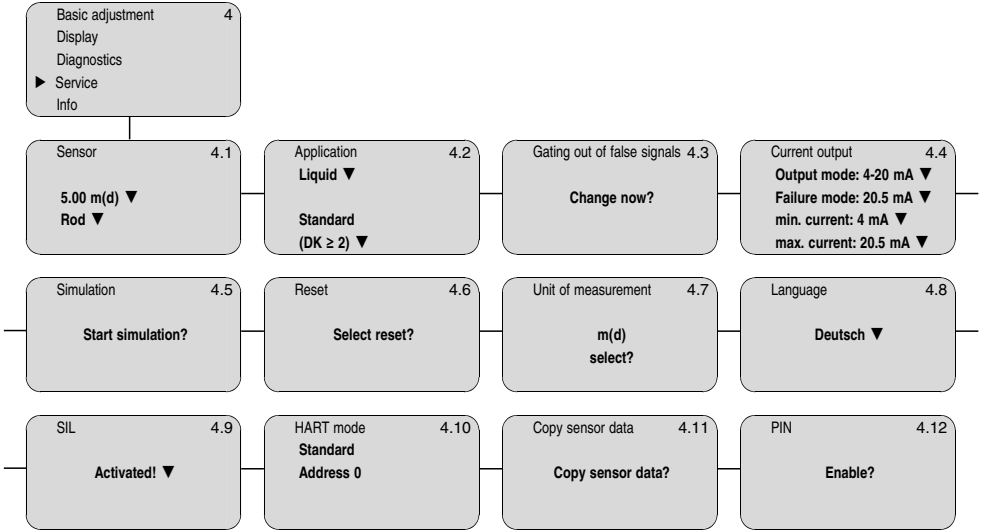 Basic adjustment 4
Display
Diagnostics
▶ Service
Info
Sensor 4.1
5.00 m(d) ▼
Rod ▼
Application 4.2
Liquid ▼
Standard
(DK ≥ 2) ▼
Gating out of false signals 4.3
Change now?
Current output 4.4
Output mode: 4-20 mA ▼
Failure mode: 20.5 mA ▼
min. current: 4 mA ▼
max. current: 20.5 mA ▼
Simulation 4.5
Start simulation?
Reset 4.6
Select reset?
Unit of measurement 4.7
m(d)
select?
Language 4.8
Deutsch ▼
SIL 4.9
Activated! ▼
HART mode 4.10
Standard
Address 0
Copy sensor data 4.11
Copy sensor data?
PIN 4.12
Enable?